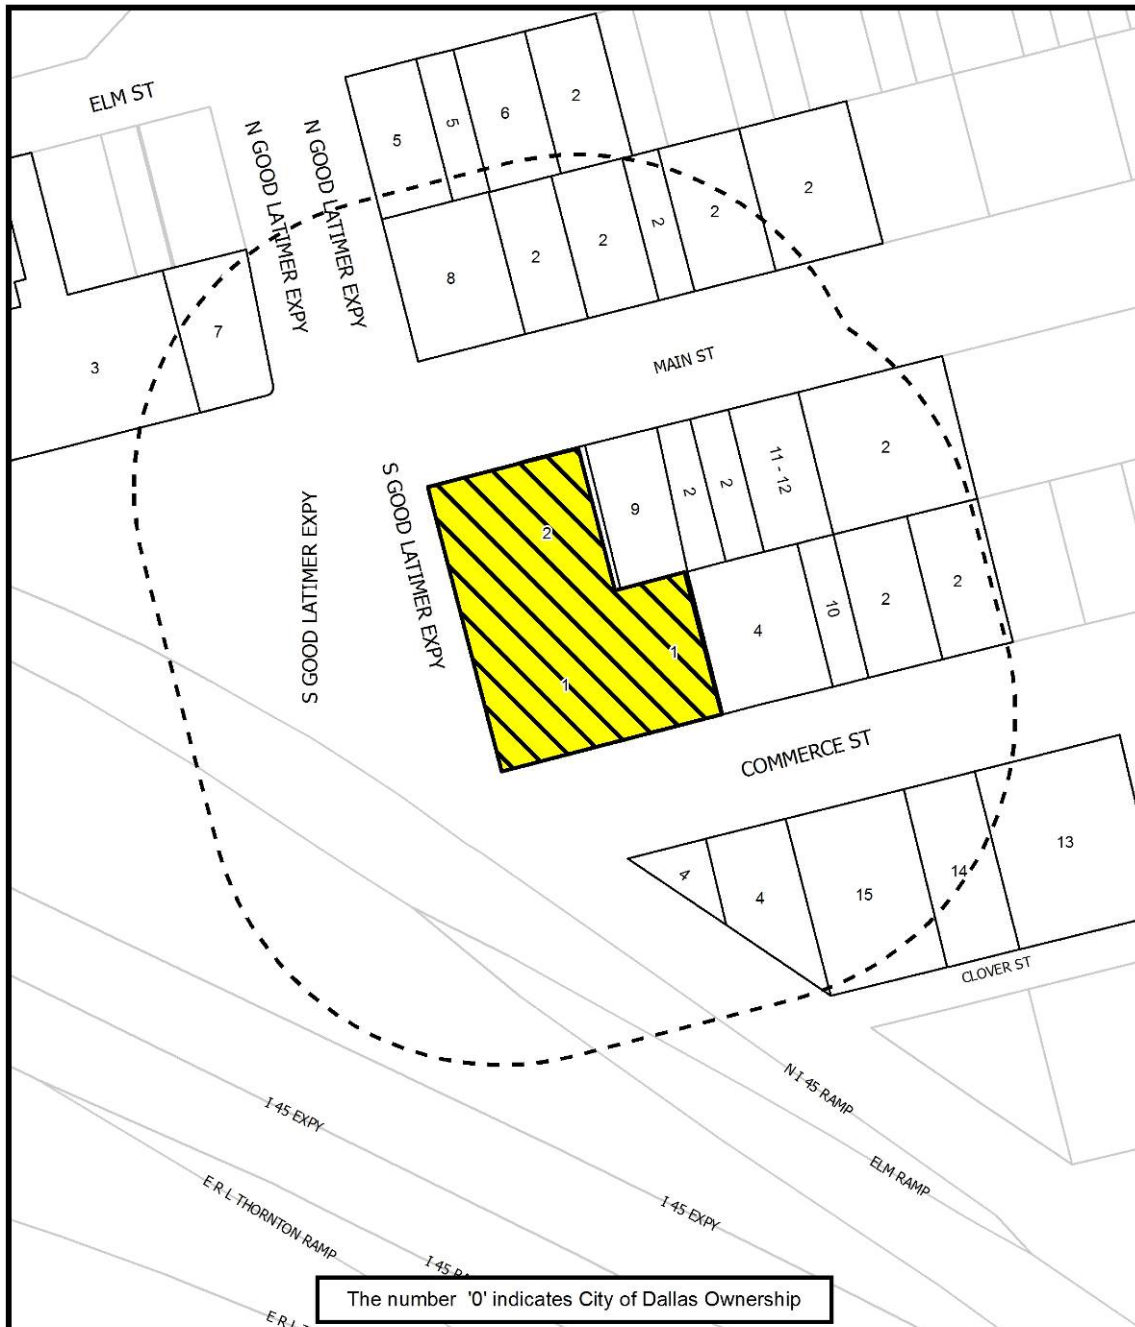 ELM ST
N GOOD LATIMER EXPY
N GOOD LATIMER EXPY
5
5
6
2
8
2
2
2
2
2
7
3
MAIN ST
S GOOD LATIMER EXPY
S GOOD LATIMER EXPY
2
1
1
9
2
2
11 - 12
2
4
10
2
2
COMMERCE ST
4
4
15
14
13
CLOVER ST
N I 45 RAMP
ELM RAMP
I 45 EXPY
I 45 EXPY
E R L THORNTON RAMP
I 45
E R L
The number '0' indicates City of Dallas Ownership